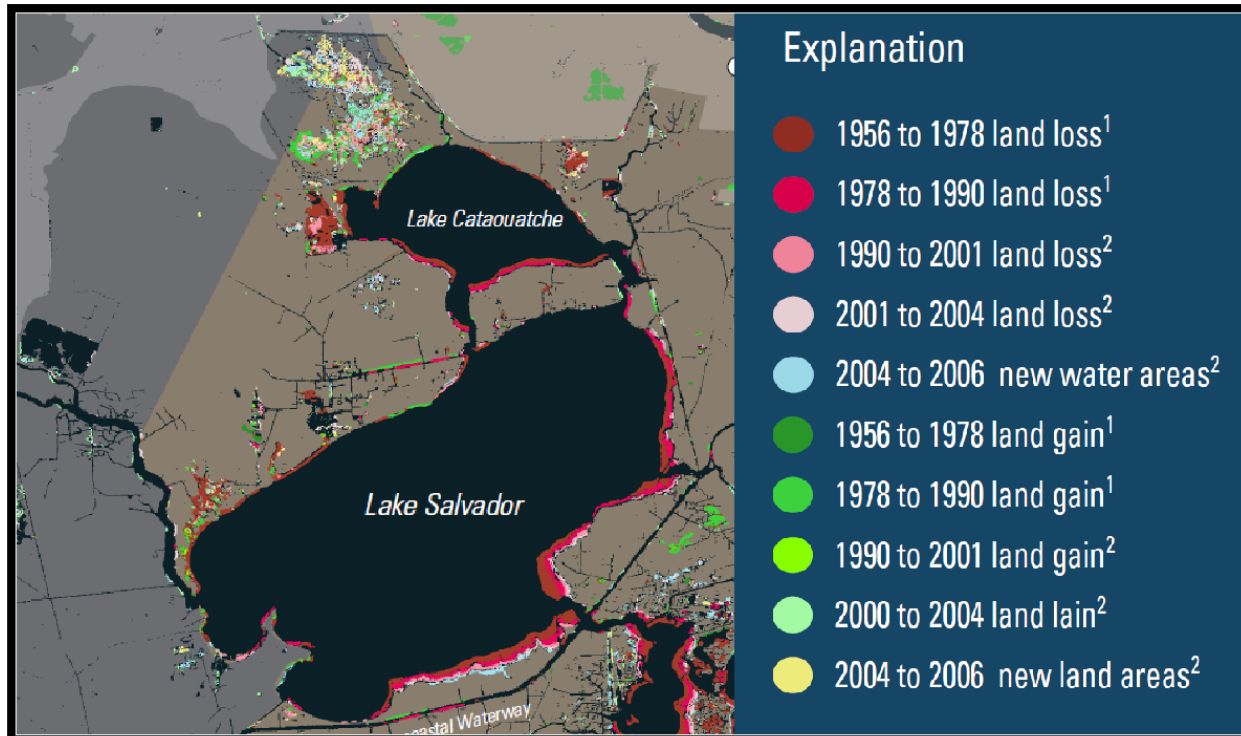 Explanation
1956 to 1978 land loss¹
1978 to 1990 land loss¹
1990 to 2001 land loss²
2001 to 2004 land loss²
2004 to 2006 new water areas²
1956 to 1978 land gain¹
1978 to 1990 land gain¹
1990 to 2001 land gain²
2000 to 2004 land lain²
2004 to 2006 new land areas²
Lake Cataouatche
Lake Salvador
coastal Waterway